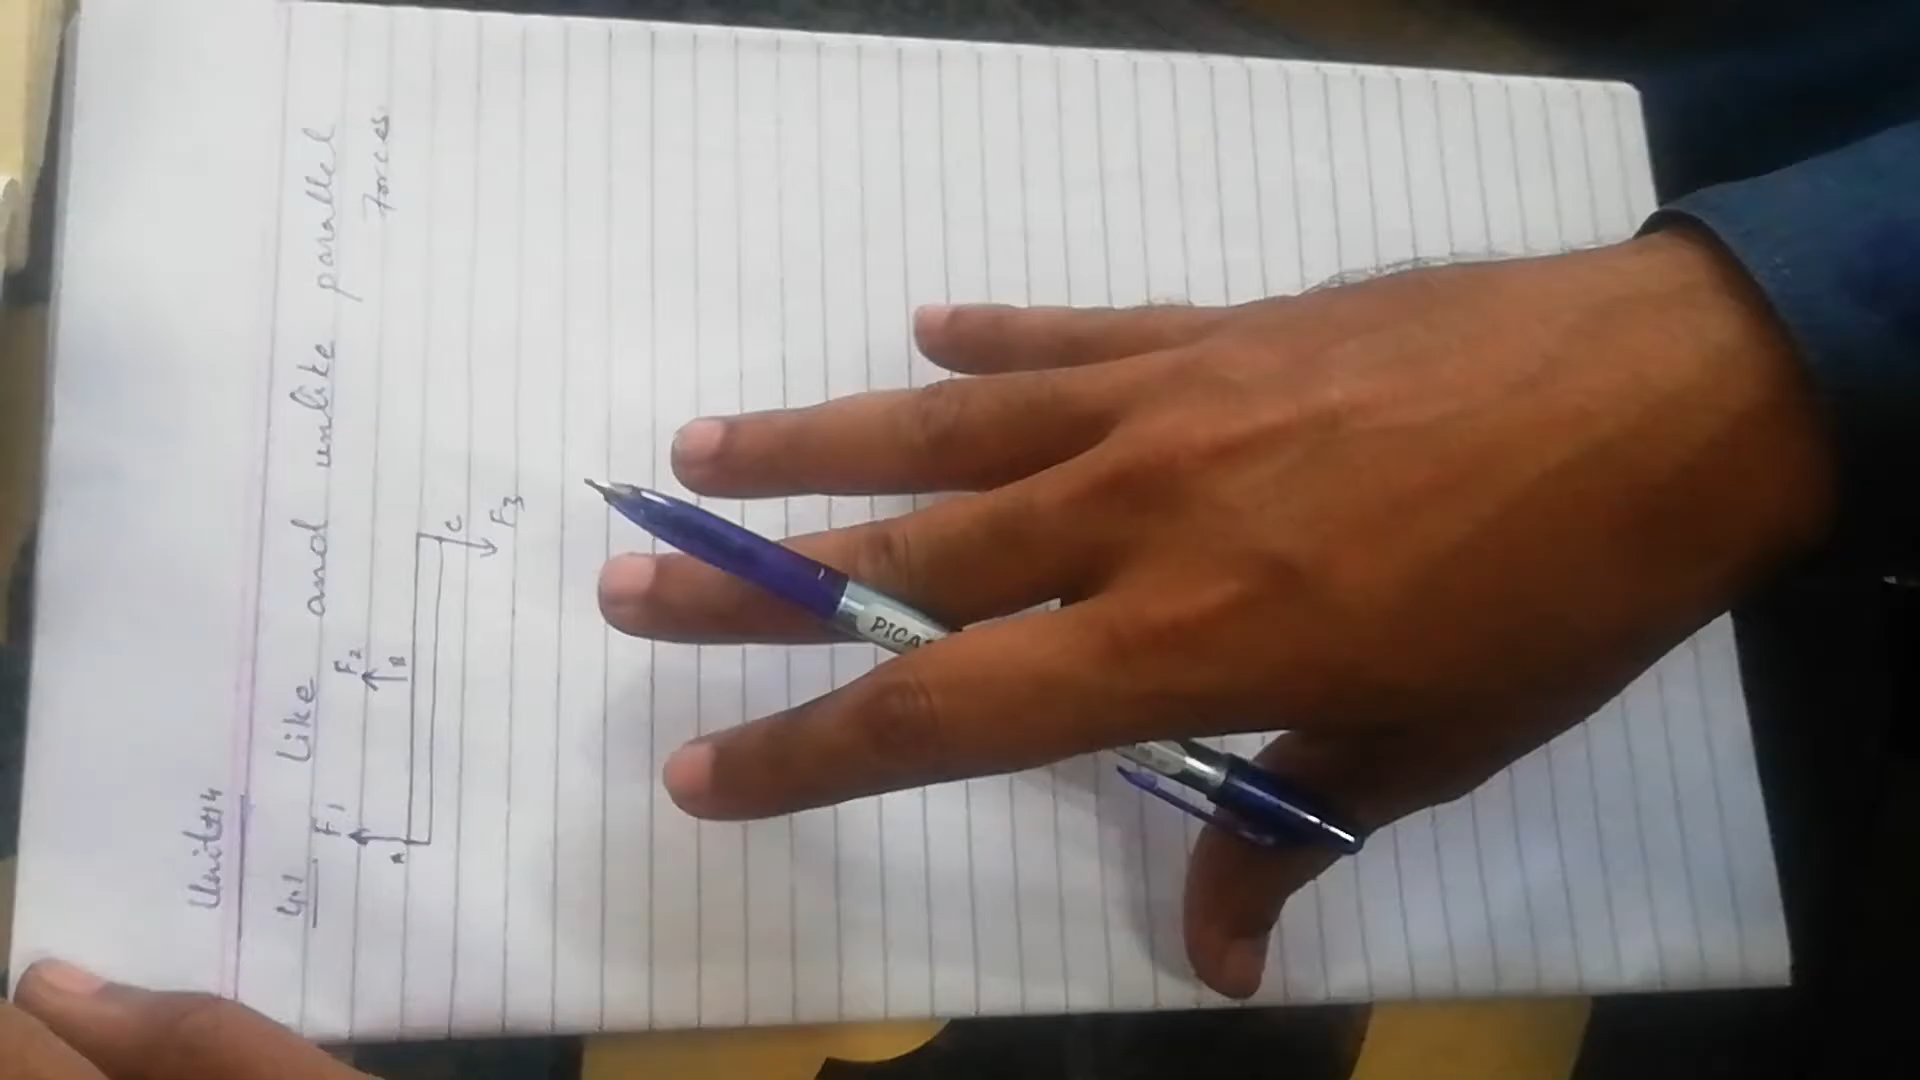 Unit#4
4.1 Like and unlike parallel
Forces
F1 F2
A B
C
F3
PICA